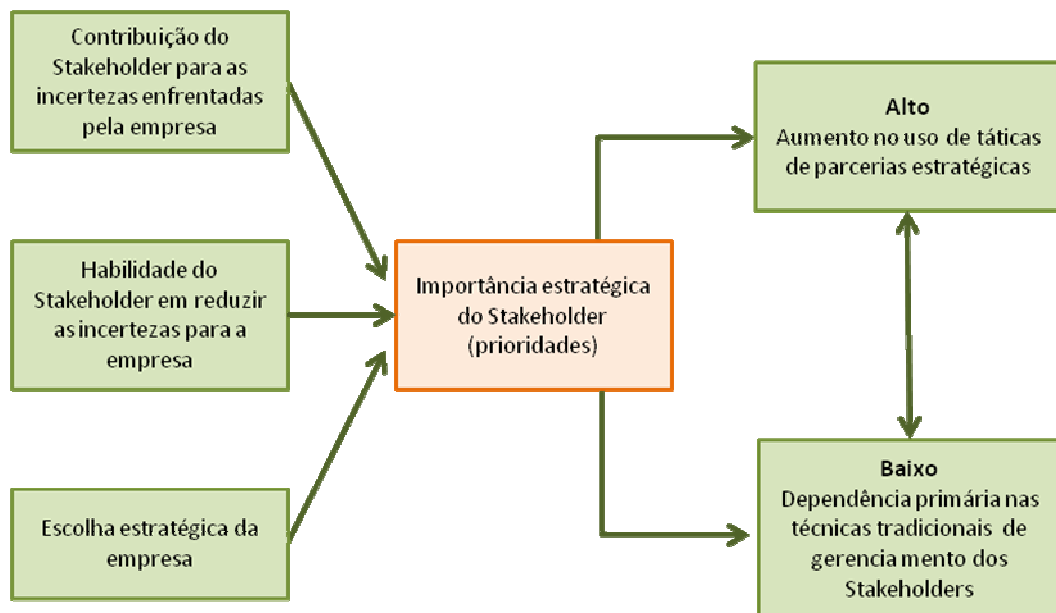 Contribuição do
Stakeholder para as
incertezas enfrentadas
pela empresa
Habilidade do
Stakeholder em reduzir
as incertezas para a
empresa
Escolha estratégica da
empresa
Importância estratégica
do Stakeholder
(prioridades)
Alto
Aumento no uso de táticas
de parcerias estratégicas
Baixo
Dependência primária nas
técnicas tradicionais de
gerencia mento dos
Stakeholders